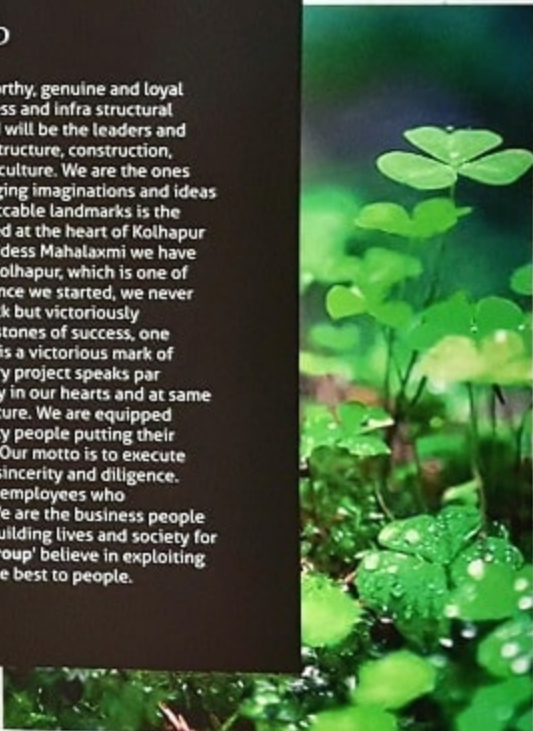 orthy, genuine and loyal
ss and infra structural
will be the leaders and
tructure, construction,
culture. We are the ones
ging imaginations and ideas
ccable landmarks is the
ed at the heart of Kolhapur
ddess Mahalaxmi we have
olhapur, which is one of
nce we started, we never
k but victoriously
stones of success, one
is a victorious mark of
ry project speaks par
y in our hearts and at same
ture. We are equipped
ty people putting their
Our motto is to execute
sincerity and diligence.
employees who
e are the business people
uilding lives and society for
roup' believe in exploiting
e best to people.